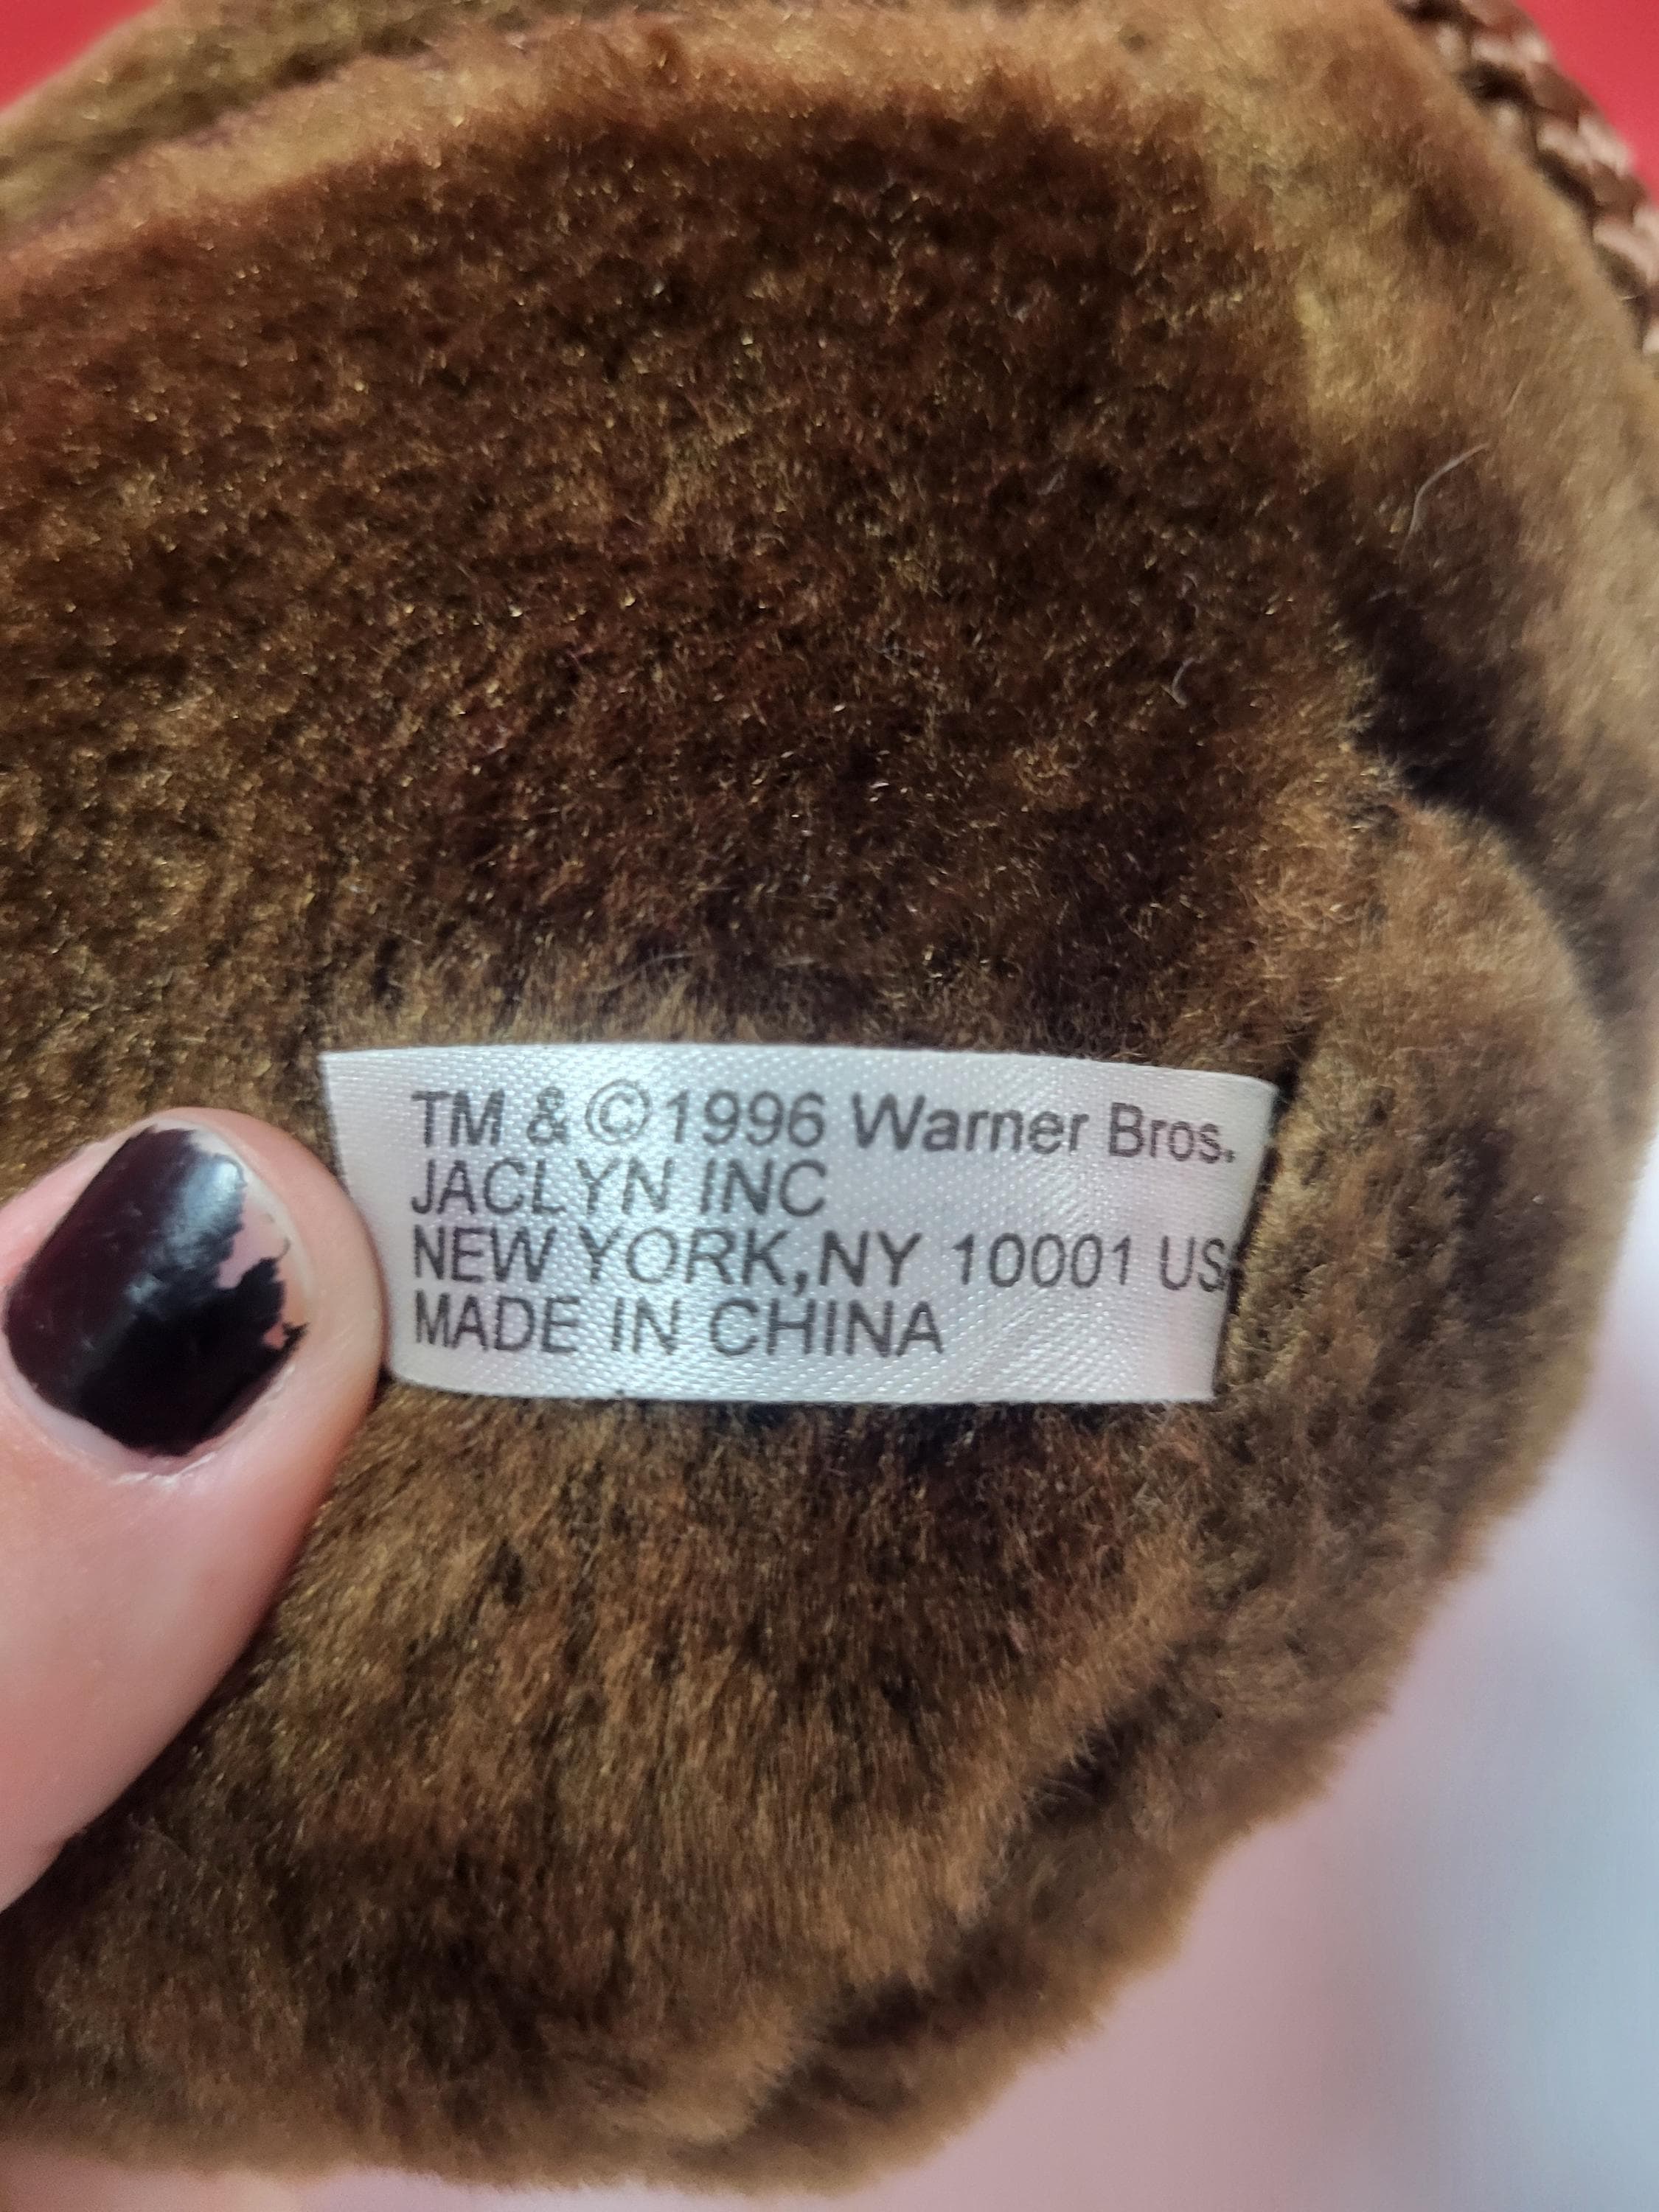 TM & ©1996 Warner Bros.
JACLYN INC
NEW YORK,NY 10001 US
MADE IN CHINA